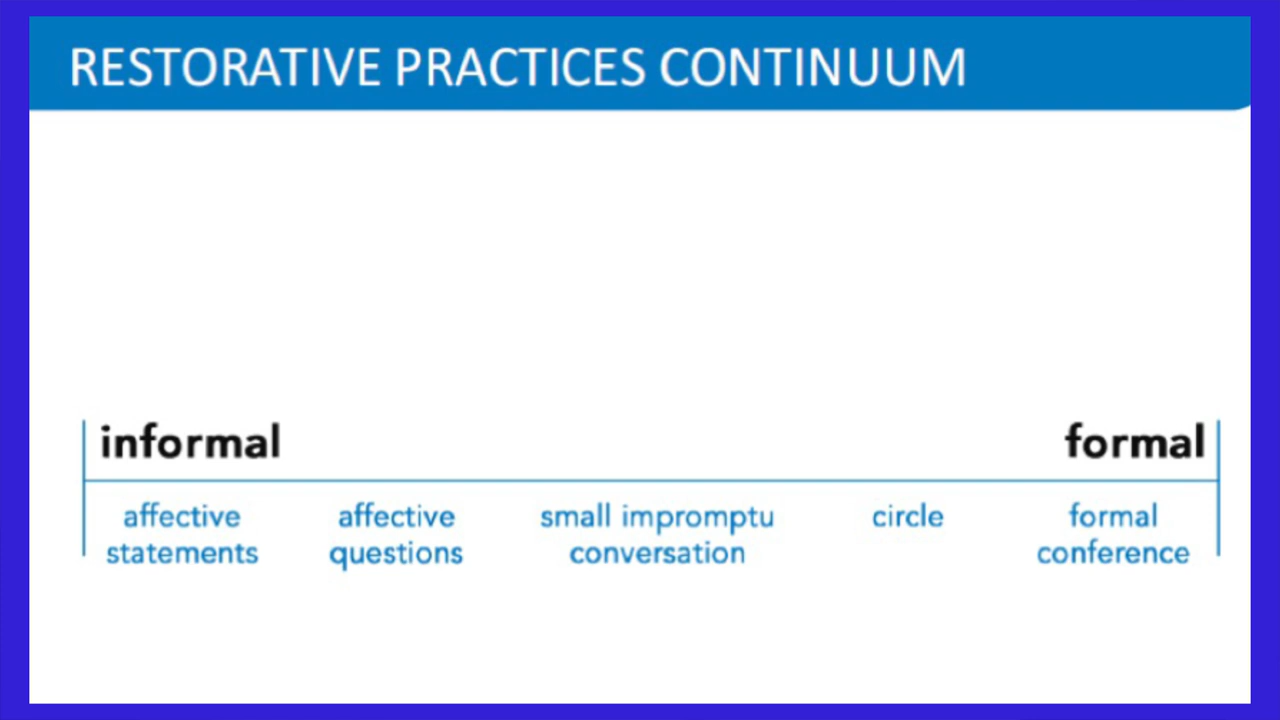 RESTORATIVE PRACTICES CONTINUUM
informal formal
affective affective small impromptu circle formal
statements questions conversation conference